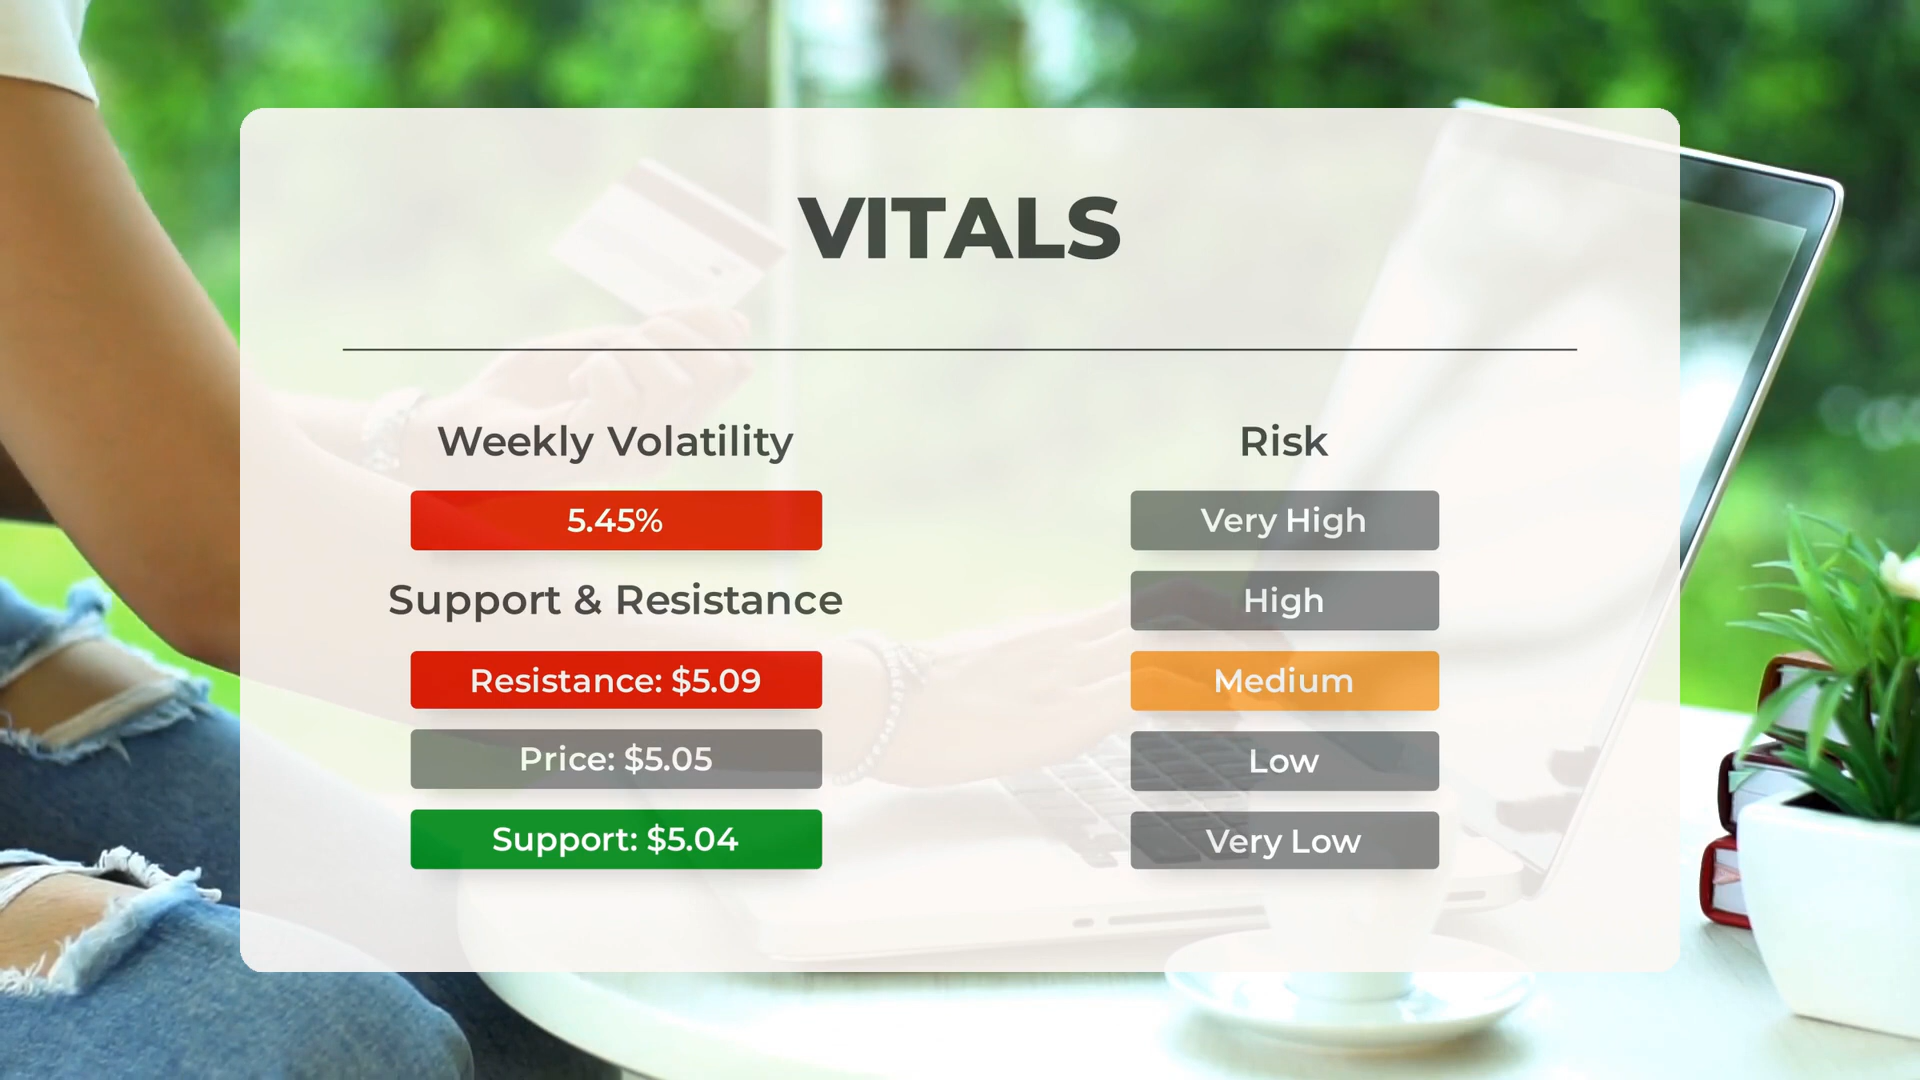 VITALS
Weekly Volatility
5.45%
Support & Resistance
Resistance: $5.09
Price: $5.05
Support: $5.04
Risk
Very High
High
Medium
Low
Very Low